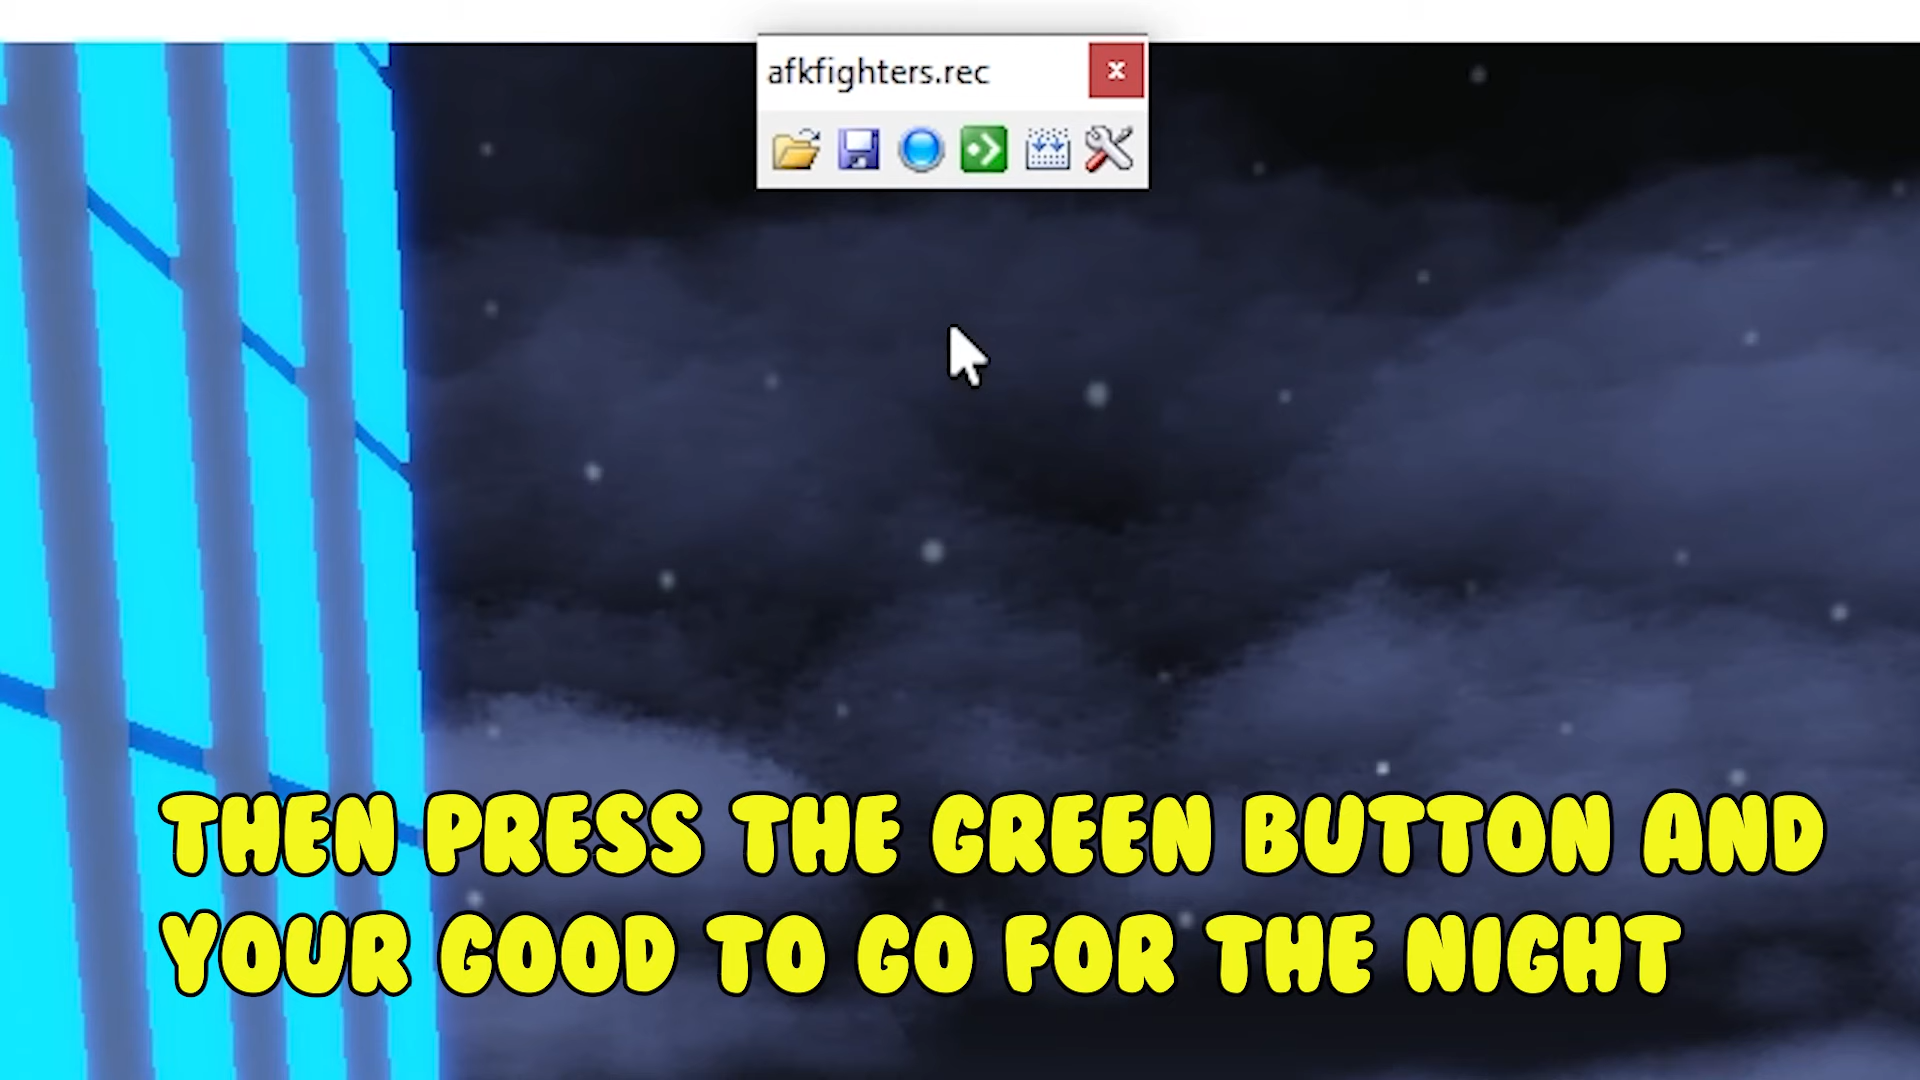 afkfighters.rec
THEN PRESS THE GREEN BUTTON AND
YOUR GOOD TO GO FOR THE NIGHT